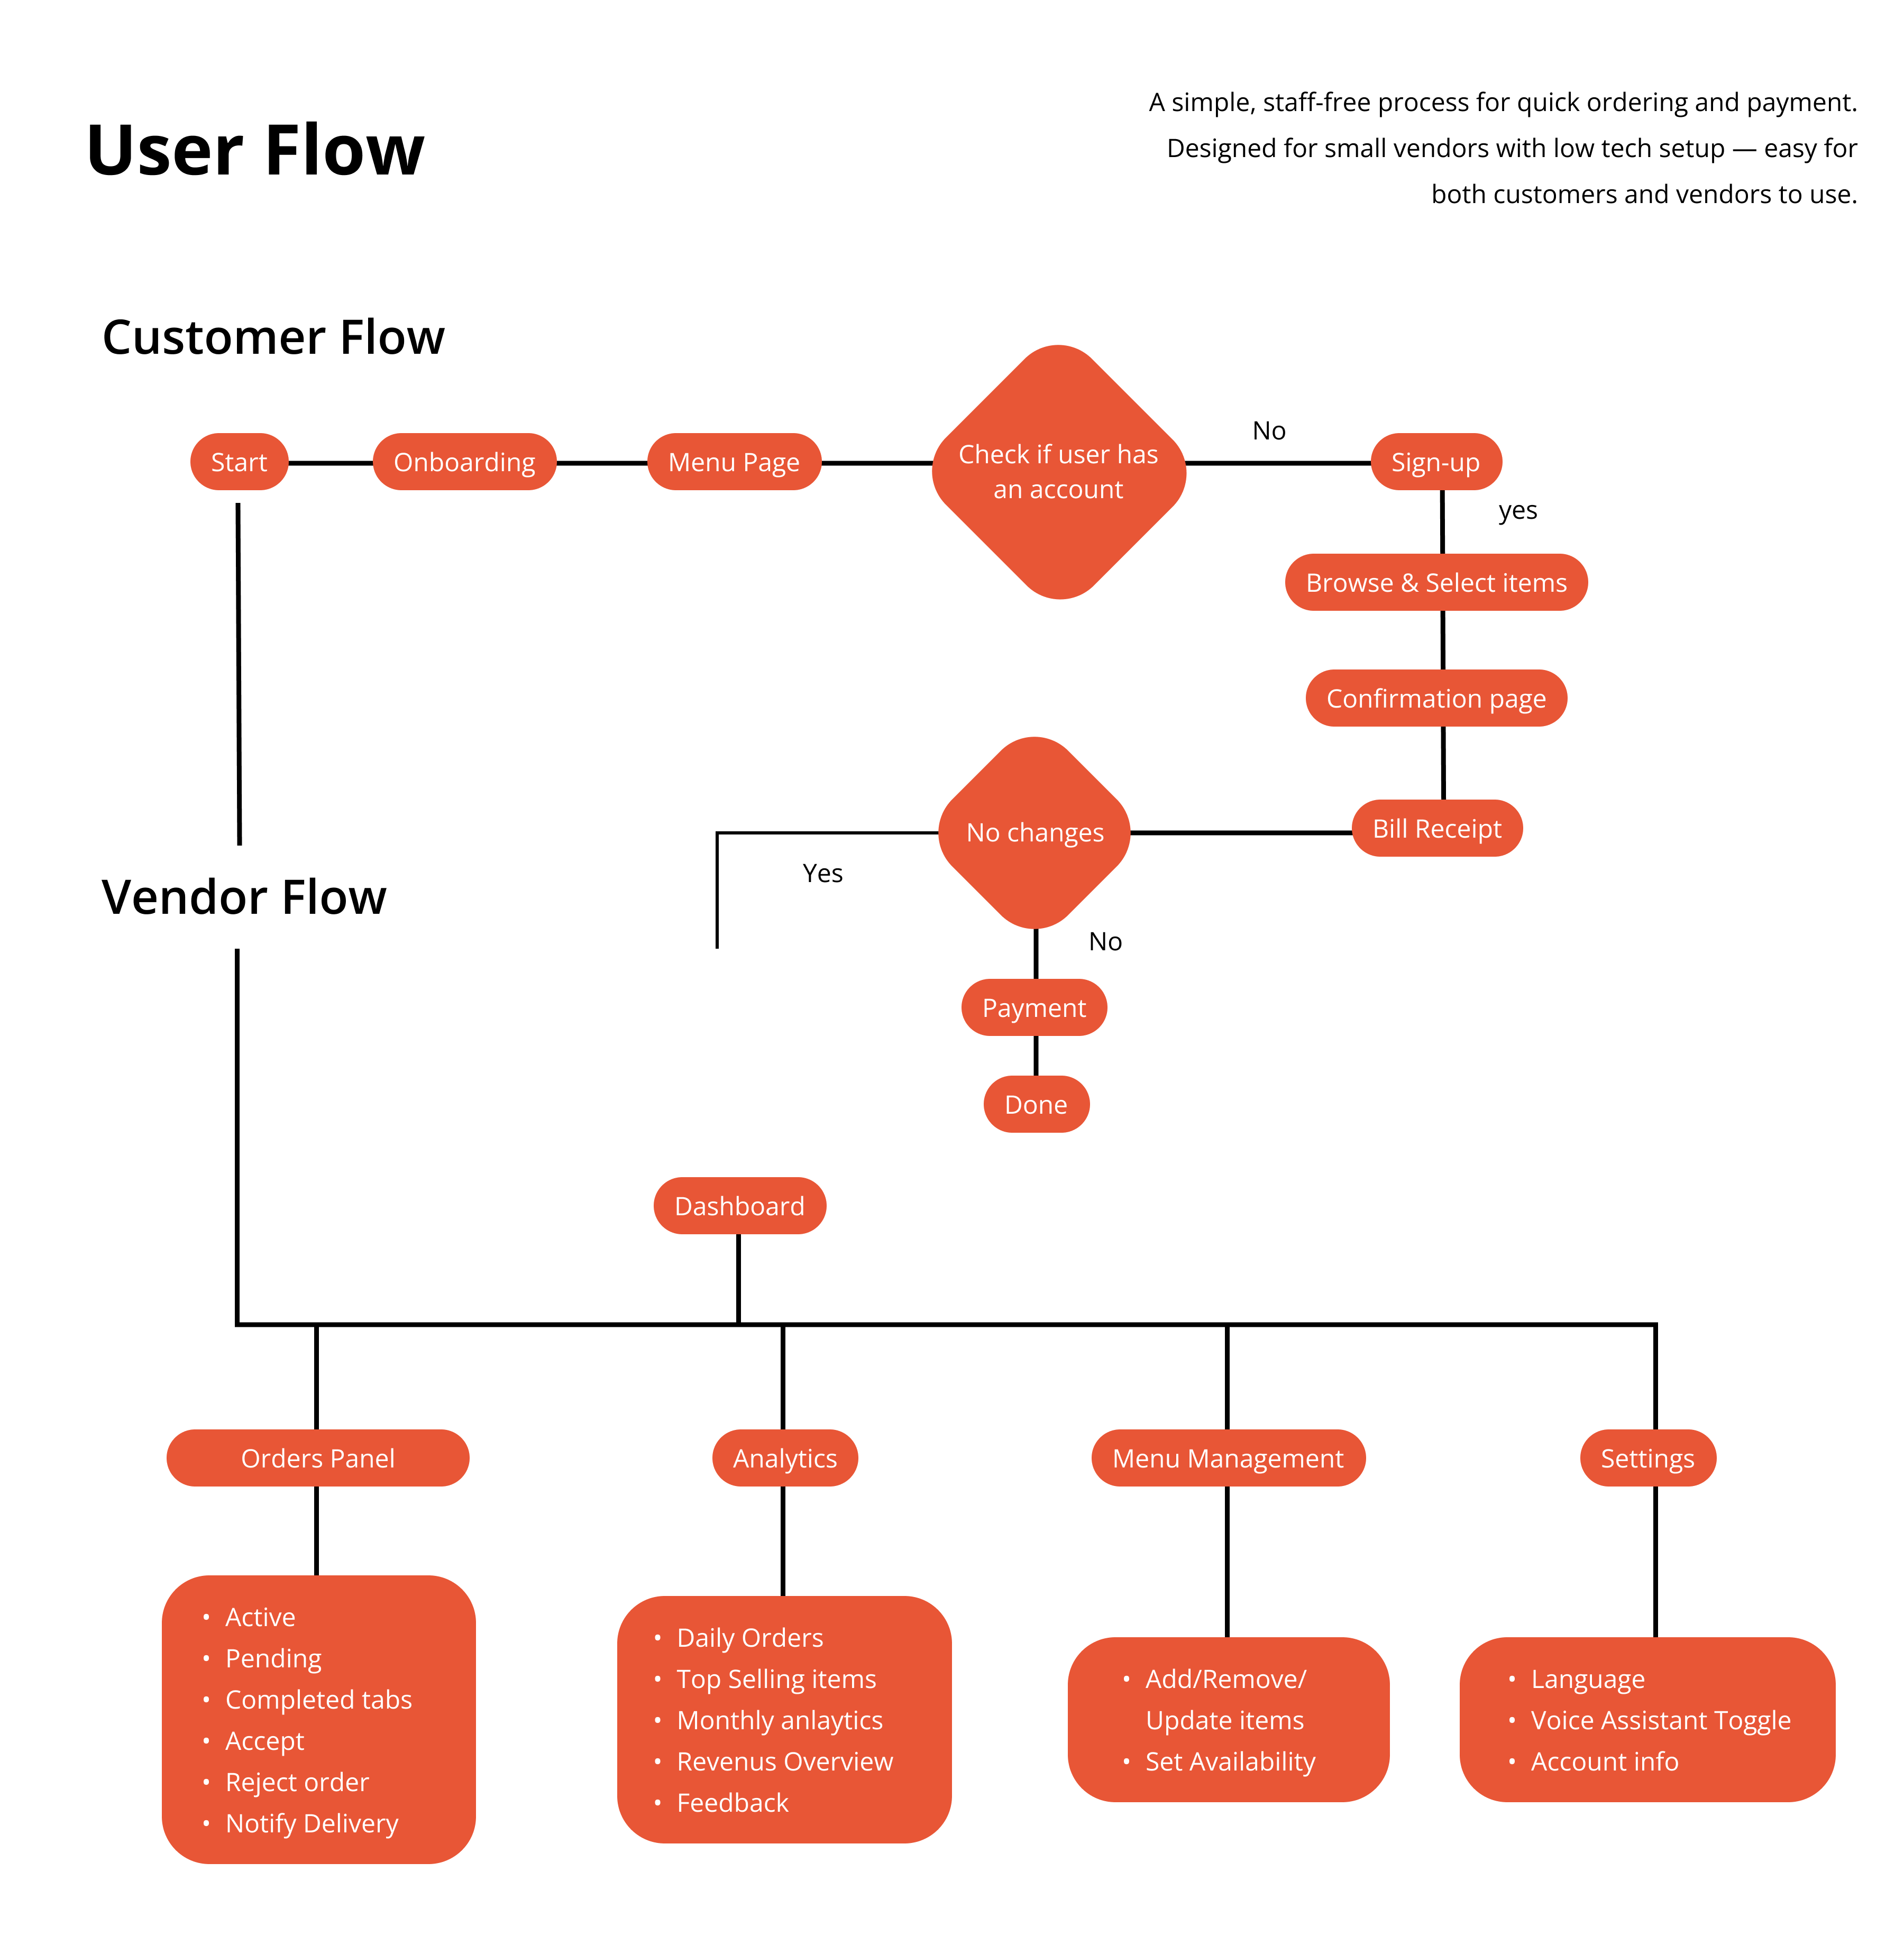 User Flow
A simple, staff-free process for quick ordering and payment.
Designed for small vendors with low tech setup — easy for
both customers and vendors to use.
Customer Flow
Start
Onboarding
Menu Page
Check if user has
an account
No
Sign-up
yes
Browse & Select items
Confirmation page
Bill Receipt
No changes
Yes
No
Payment
Done
Vendor Flow
Dashboard
Orders Panel
Analytics
Menu Management
Settings
• Active
• Pending
• Completed tabs
• Accept
• Reject order
• Notify Delivery
• Daily Orders
• Top Selling items
• Monthly anlaytics
• Revenus Overview
• Feedback
• Add/Remove/
Update items
• Set Availability
• Language
• Voice Assistant Toggle
• Account info